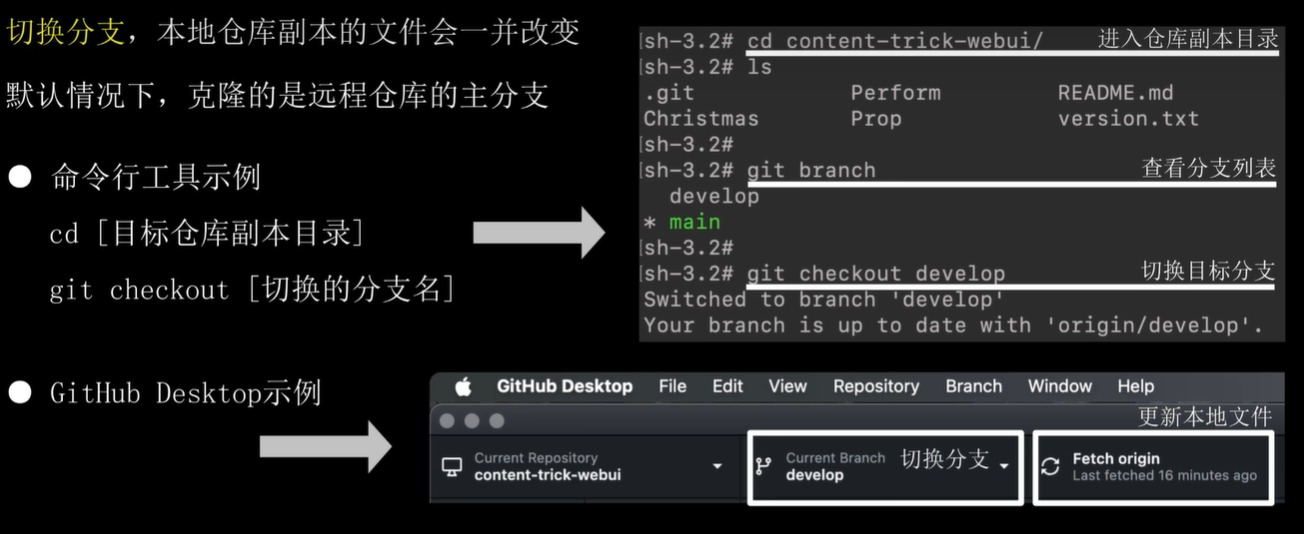 切换分支，本地仓库副本的文件会一并改变
默认情况下，克隆的是远程仓库的主分支
● 命令行工具示例
cd [目标仓库副本目录]
git checkout [切换的分支名]
[sh-3.2# cd content-trick-webui/ 进入仓库副本目录
[sh-3.2# ls
.git Perform README.md
Christmas Prop version.txt
[sh-3.2#
[sh-3.2# git branch 查看分支列表
develop
* main
[sh-3.2#
[sh-3.2# git checkout develop 切换目标分支
Switched to branch 'develop'
Your branch is up to date with 'origin/develop'.
● GitHub Desktop示例
GitHub Desktop File Edit View Repository Branch Window Help
更新本地文件
Current Repository
content-trick-webui
Current Branch 切换分支
develop
Fetch origin
Last fetched 16 minutes ago